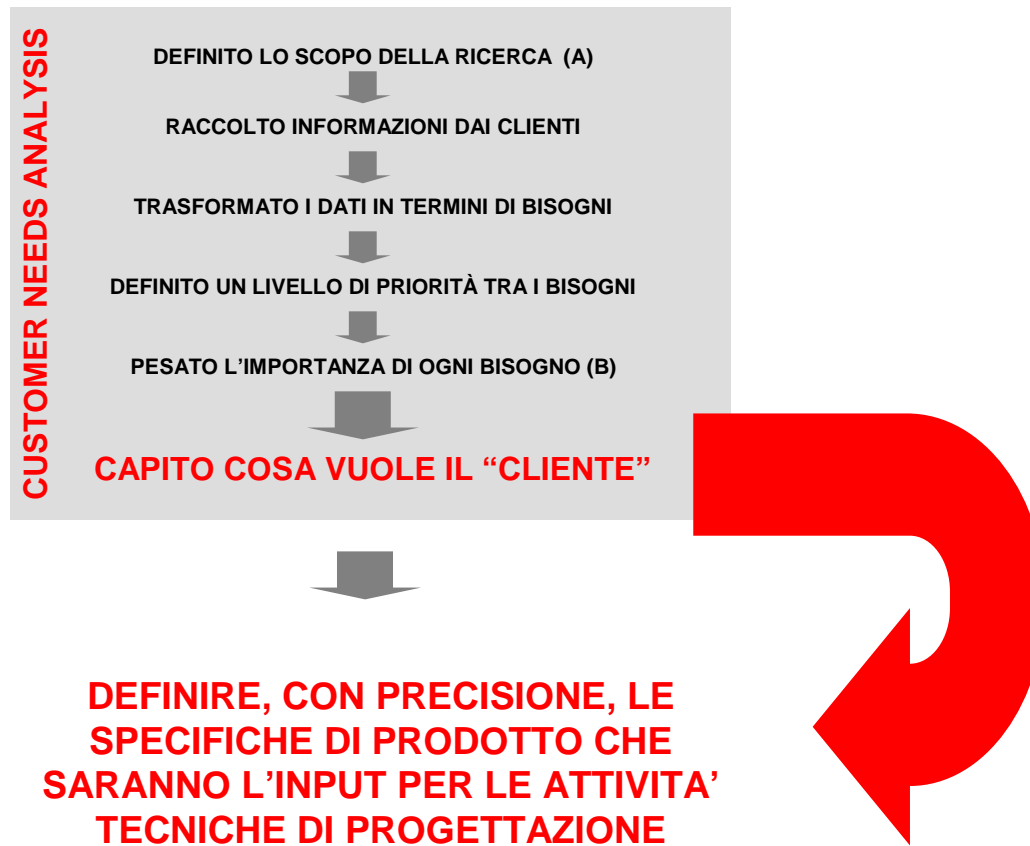 CUSTOMER NEEDS ANALYSIS
DEFINITO LO SCOPO DELLA RICERCA (A)
RACCOLTO INFORMAZIONI DAI CLIENTI
TRASFORMATO I DATI IN TERMINI DI BISOGNI
DEFINITO UN LIVELLO DI PRIORITÀ TRA I BISOGNI
PESATO L’IMPORTANZA DI OGNI BISOGNO (B)
CAPITO COSA VUOLE IL “CLIENTE”
DEFINIRE, CON PRECISIONE, LE
SPECIFICHE DI PRODOTTO CHE
SARANNO L’INPUT PER LE ATTIVITA’
TECNICHE DI PROGETTAZIONE